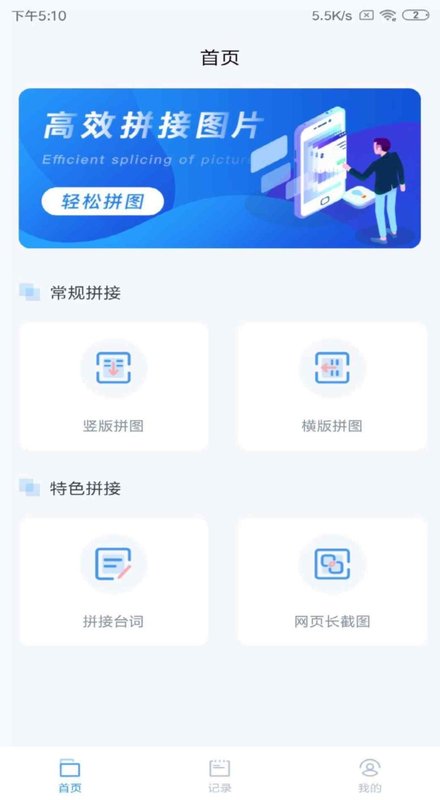 下午5:10
5.5K/s
2
首页
高效拼接图片
Efficient splicing of picture
轻松拼图
常规拼接
竖版拼图
横版拼图
特色拼接
拼接台词
网页长截图
首页
记录
我的